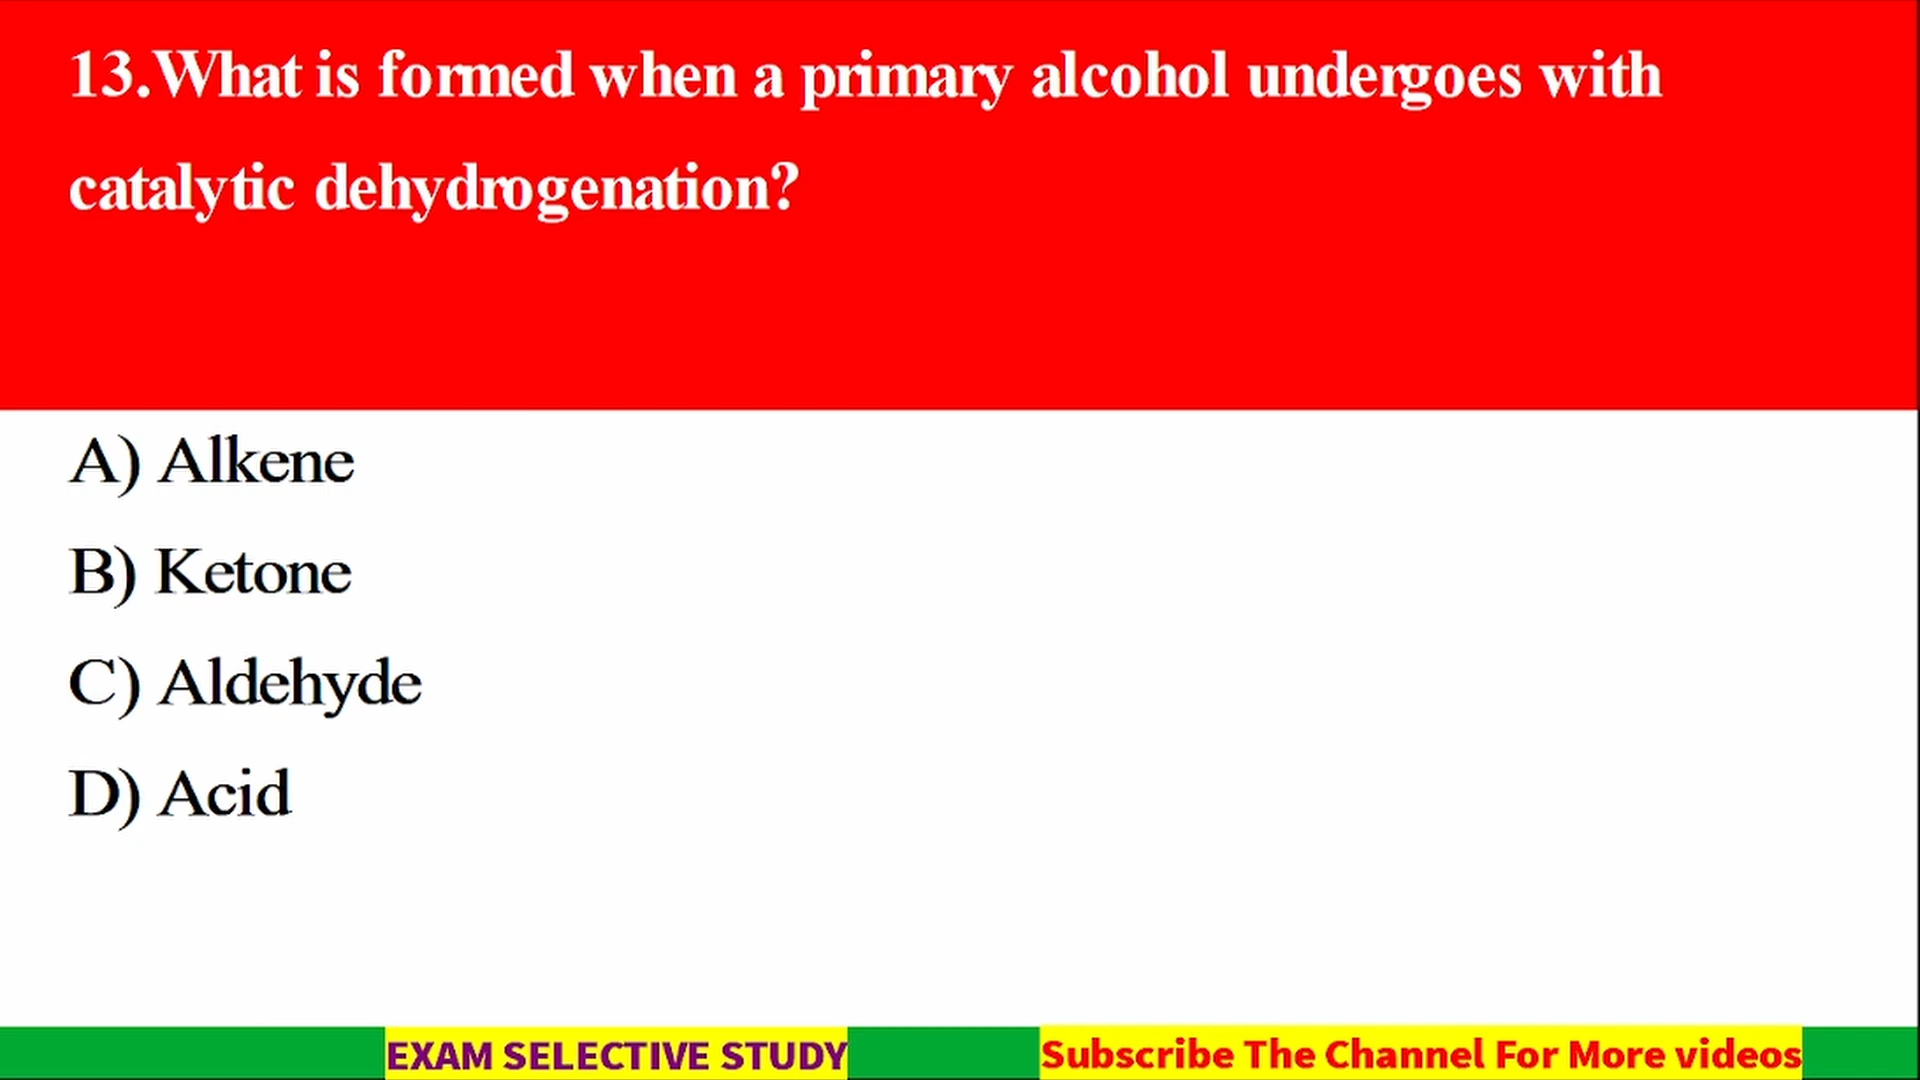 13.What is formed when a primary alcohol undergoes with
catalytic dehydrogenation?
A) Alkene
B) Ketone
C) Aldehyde
D) Acid
EXAM SELECTIVE STUDY
Subscribe The Channel For More videos